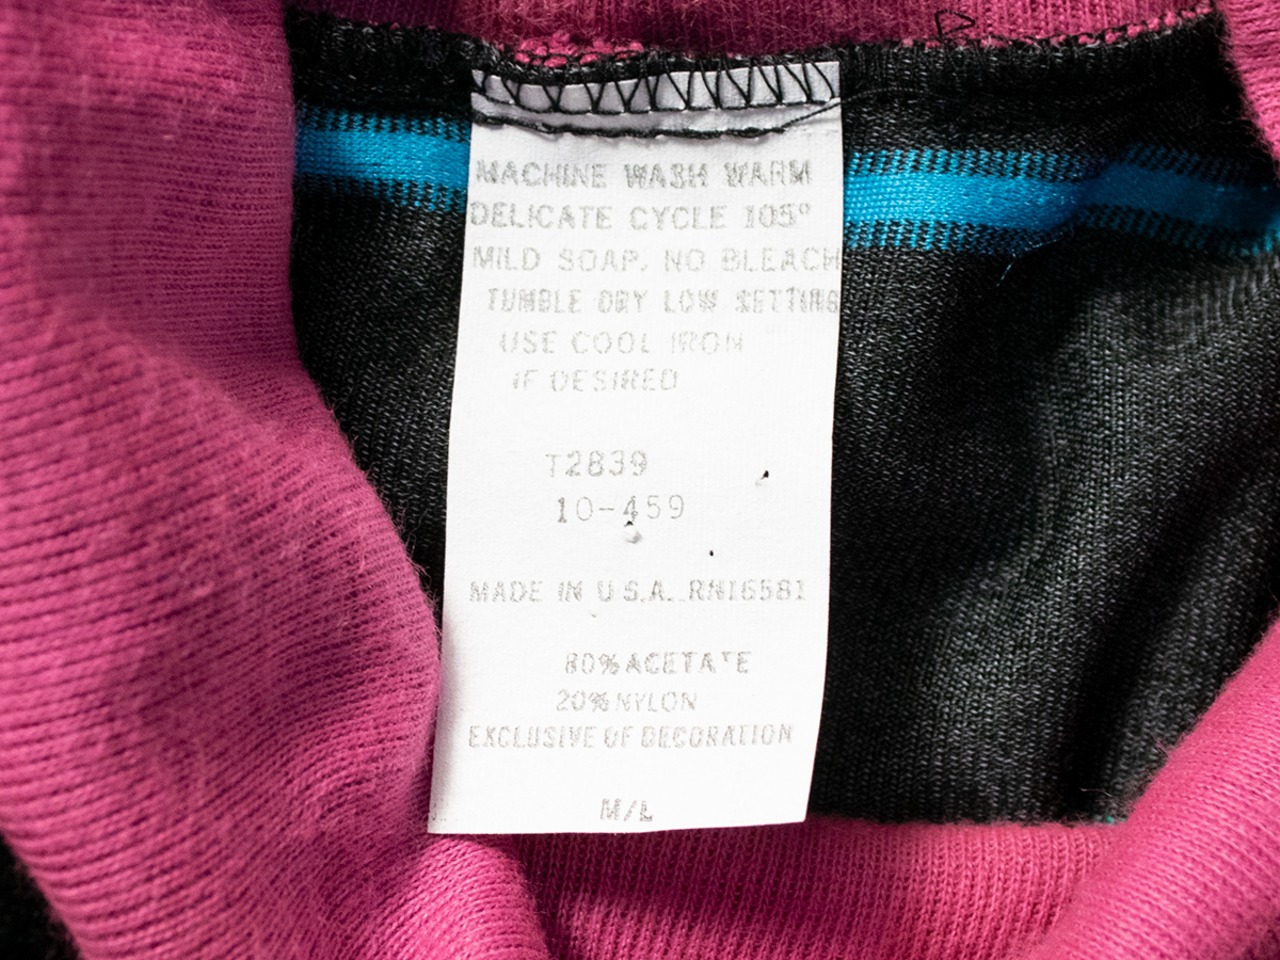 MACHINE WASH WARM
DELICATE CYCLE 105°
MILD SOAP. NO BLEACH
TUMBLE DRY LOW SETTING
USE COOL IRON
IF DESIRED
T2839
10-459
MADE IN U.S.A. RN16581
80% ACETATE
20% NYLON
EXCLUSIVE OF DECORATION
M/L